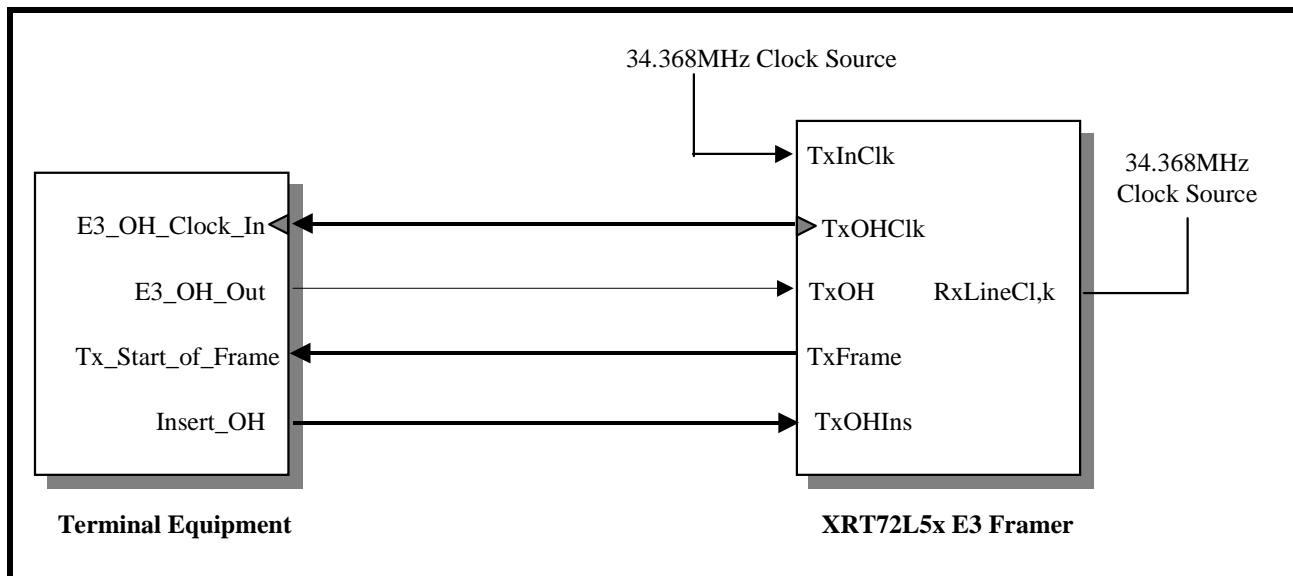 34.368MHz Clock Source
TxInClk
34.368MHz
Clock Source
E3_OH_Clock_In
TxOHClk
E3_OH_Out
TxOH
RxLineCl,k
Tx_Start_of_Frame
TxFrame
Insert_OH
TxOHIns
Terminal Equipment
XRT72L5x E3 Framer